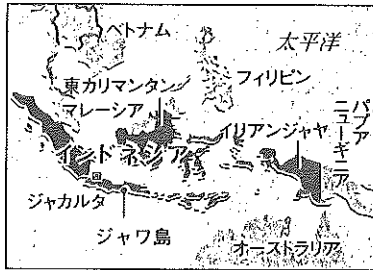 ベトナム
太平洋
東カリマンタン
フィリピン
マレーシア
イリアンジャヤ
パプア
ニューギニア
インドネシア
ジャカルタ
ジャワ島
オーストラリア